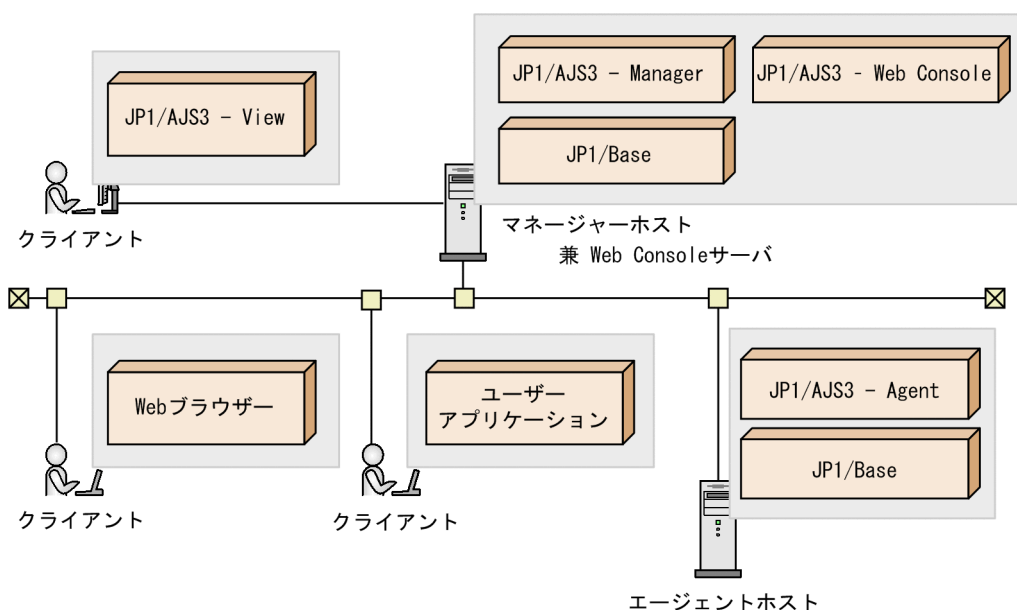 JP1/AJS3 − Manager
JP1/AJS3 - Web Console
JP1/AJS3 − View
JP1/Base
マネージャーホスト
兼 Web Consoleサーバ
クライアント
Webブラウザー
ユーザー
アプリケーション
JP1/AJS3 − Agent
JP1/Base
クライアント
クライアント
エージェントホスト